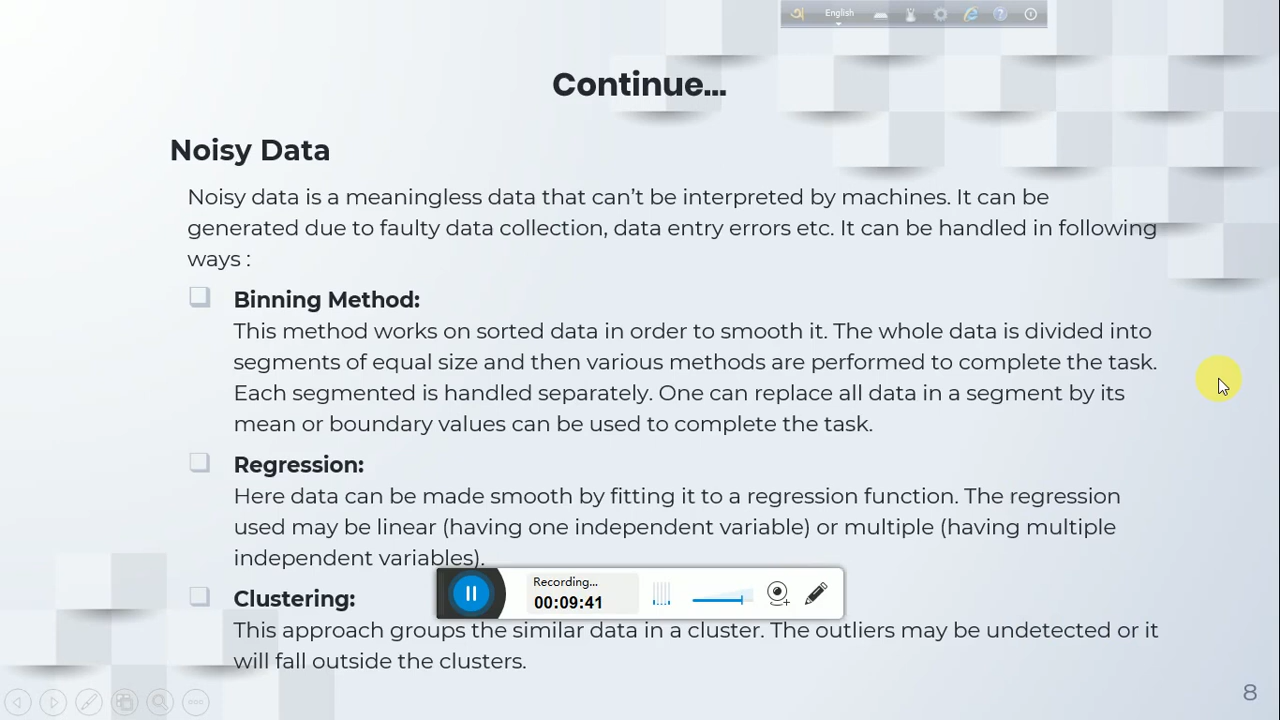 অ English
Continue...
Noisy Data
Noisy data is a meaningless data that can’t be interpreted by machines. It can be
generated due to faulty data collection, data entry errors etc. It can be handled in following
ways :
Binning Method:
This method works on sorted data in order to smooth it. The whole data is divided into
segments of equal size and then various methods are performed to complete the task.
Each segmented is handled separately. One can replace all data in a segment by its
mean or boundary values can be used to complete the task.
Regression:
Here data can be made smooth by fitting it to a regression function. The regression
used may be linear (having one independent variable) or multiple (having multiple
independent variables).
Recording...
00:09:41
Clustering:
This approach groups the similar data in a cluster. The outliers may be undetected or it
will fall outside the clusters.
8